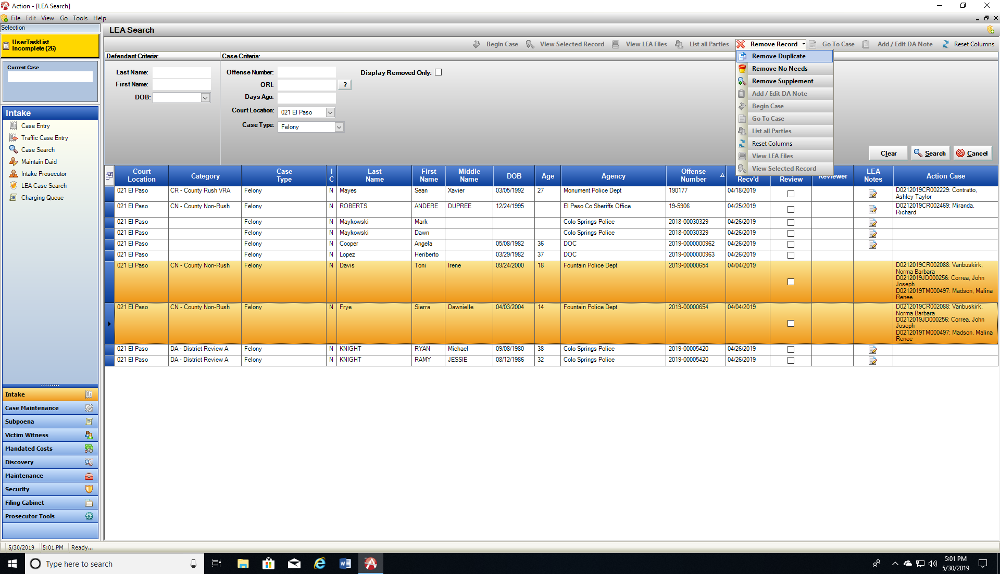 Action - [LEA Search]
File Edit View Go Tools Help
Selection
UserTaskList
Incomplete (26)
Current Case
Intake
Case Entry
Traffic Case Entry
Case Search
Maintain Daid
Intake Prosecutor
LEA Case Search
Charging Queue
Intake
Case Maintenance
Subpoena
Victim Witness
Mandated Costs
Discovery
Maintenance
Security
Filing Cabinet
Prosecutor Tools
LEA Search
Begin Case View Selected Record View LEA Files List all Parties Remove Record Go To Case Add / Edit DA Note Reset Columns
Remove Duplicate
Remove No Needs
Remove Supplement
Add / Edit DA Note
Begin Case
Go To Case
List all Parties
Reset Columns
View LEA Files
View Selected Record
Defendant Criteria:
Last Name:
First Name:
DOB:
Case Criteria:
Offense Number:
ORI: ?
Days Ago:
Court Location: 021 El Paso
Case Type: Felony
Display Removed Only:
Clear Search Cancel
Court Location Category Case Type I C Last Name First Name Middle Name DOB Age Agency Offense Number Recv'd Review Reviewer LEA Notes Action Case
021 El Paso CR - County Rush VRA Felony N Mayes Sean Xavier 03/05/1992 27 Monument Police Dept 190177 04/18/2019 D0212019CR002229: Contratto,
Ashley Taylor
021 El Paso CN - County Non-Rush Felony N ROBERTS ANDERE DUPREE 12/24/1995 El Paso Co Sheriffs Office 19-5906 04/25/2019 D0212019CR002469: Miranda,
Richard
021 El Paso Felony N Maykowski Mark Colo Springs Police 2018-00030329 04/26/2019
021 El Paso Felony N Maykowski Dawn Colo Springs Police 2018-00030329 04/26/2019
021 El Paso Felony N Cooper Angela 05/08/1982 36 DOC 2019-0000000962 04/26/2019
021 El Paso Felony N Lopez Heriberto 03/29/1982 37 DOC 2019-0000000963 04/26/2019
021 El Paso CN - County Non-Rush Felony N Davis Toni Irene 09/24/2000 18 Fountain Police Dept 2019-00000654 04/04/2019 D0212019CR002088: Vanbuskirk,
Norma Barbara
D0212019JD000256: Correa, John
Joseph
D0212019TM000497: Madson, Malina
Renee
021 El Paso CN - County Non-Rush Felony N Frye Sierra Dawnielle 04/03/2004 14 Fountain Police Dept 2019-00000654 04/04/2019 D0212019CR002088: Vanbuskirk,
Norma Barbara
D0212019JD000256: Correa, John
Joseph
D0212019TM000497: Madson, Malina
Renee
021 El Paso DA - District Review A Felony N KNIGHT RYAN Michael 09/08/1980 38 Colo Springs Police 2019-00005420 04/26/2019
021 El Paso DA - District Review A Felony N KNIGHT RAMY JESSIE 08/12/1986 32 Colo Springs Police 2019-00005420 04/26/2019
5/30/2019 5:01 PM Ready...
Type here to search
5:01 PM
5/30/2019